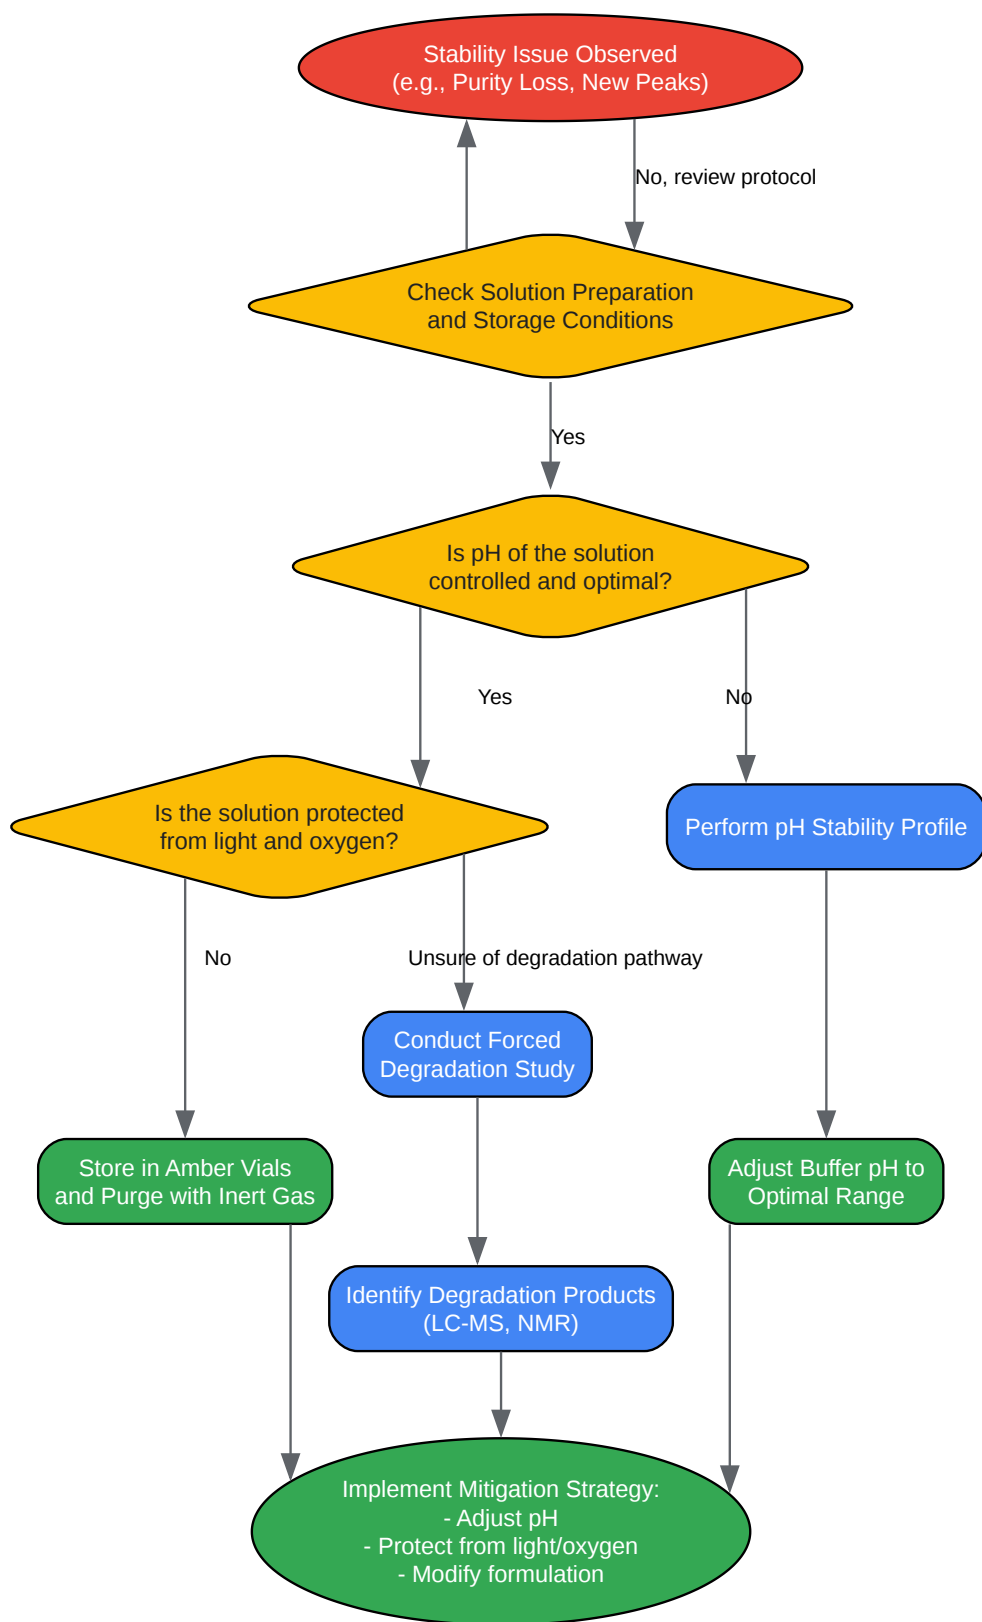 Stability Issue Observed
(e.g., Purity Loss, New Peaks)
No, review protocol
Check Solution Preparation
and Storage Conditions
Yes
Is pH of the solution
controlled and optimal?
Yes
No
Is the solution protected
from light and oxygen?
Perform pH Stability Profile
No
Unsure of degradation pathway
Conduct Forced
Degradation Study
Store in Amber Vials
and Purge with Inert Gas
Adjust Buffer pH to
Optimal Range
Identify Degradation Products
(LC-MS, NMR)
Implement Mitigation Strategy:
- Adjust pH
- Protect from light/oxygen
- Modify formulation